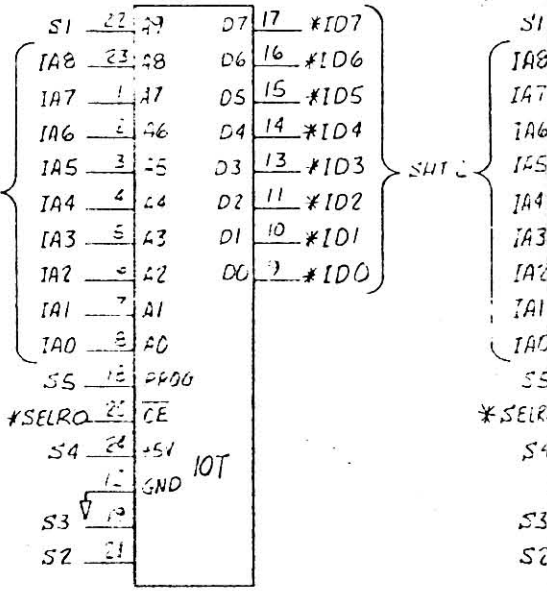 S1 22 A9 D7 17 *ID7
IA8 23 A8 D6 16 *ID6
IA7 1 A7 D5 15 *ID5
IA6 2 A6 D4 14 *ID4
IA5 3 A5 D3 13 *ID3
IA4 4 A4 D2 11 *ID2
IA3 5 A3 D1 10 *ID1
IA2 6 A2 D0 9 *ID0
IA1 7 A1
IA0 8 A0
S5 18 PROG
*SELRO 20 CE
S4 24 +5V
12 GND 10T
S3 19
S2 21
SHT
S1
IA8
IA7
IA6
IA5
IA4
IA3
IA2
IA1
IA0
S5
*SELR
S4
S3
S2